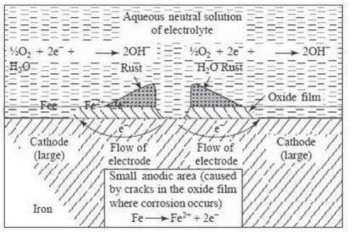 Aqueous neutral solution
of electrolyte
½O₂ + 2e⁻ + → 2OH⁻ ½O₂ + 2e⁻ + → 2OH⁻
H₂O
Rust H₂O Rust
Oxide film
Fee Fe²⁺
e⁻ e⁻
Cathode Flow of Flow of Cathode
(large) electrode electrode (large)
Small anodic area (caused
by cracks in the oxide film
where corrosion occurs)
Iron Fe → Fe²⁺ + 2e⁻